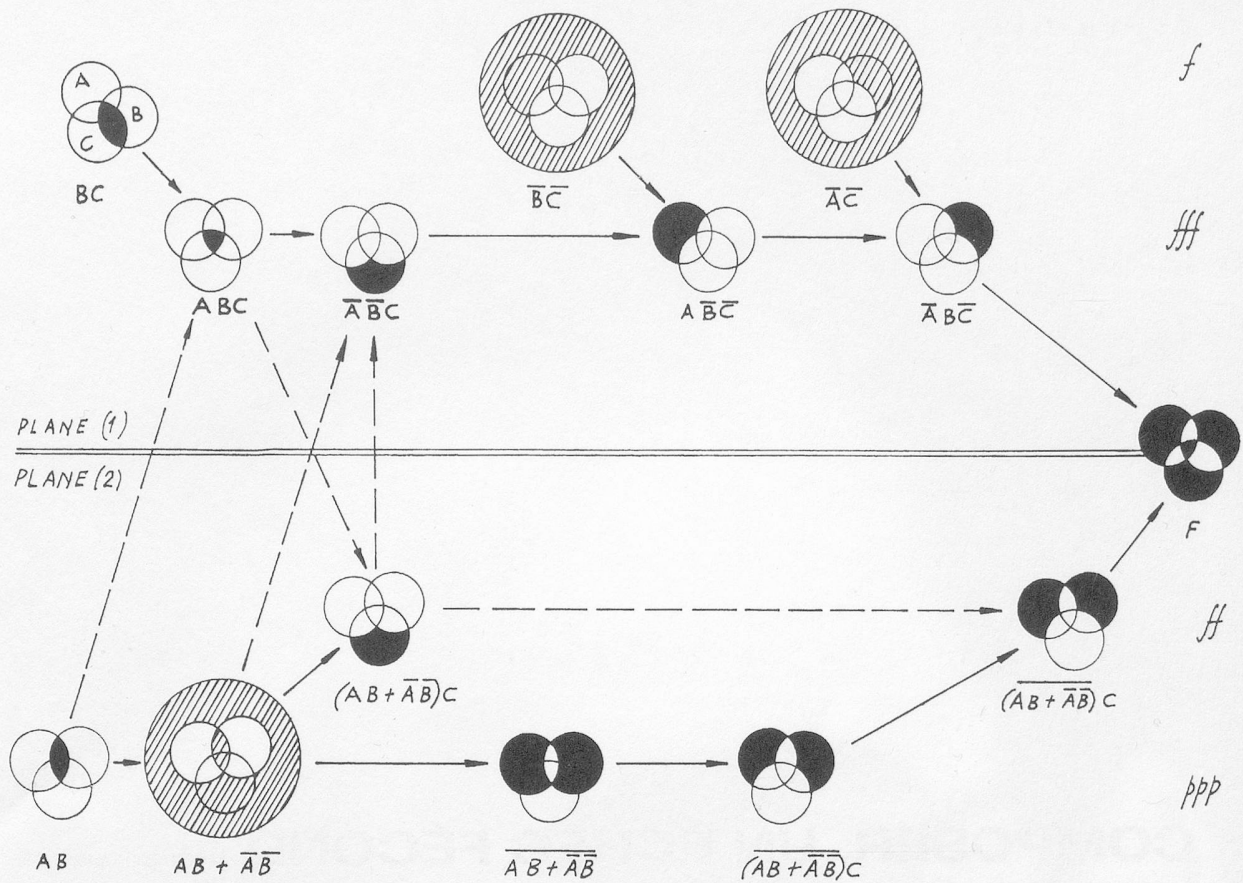 f
A
B
C
BC
B̅C̅
A̅C̅
fff
ABC
A̅B̅C
AB̅C̅
A̅BC̅
PLANE (1)
PLANE (2)
F
ff
(AB + A̅B̅)C
(̅A̅B̅ ̅+̅ ̅A̅̅B̅̅)̅C
ppp
AB
AB + A̅B̅
A̅B̅ ̅+̅ ̅A̅̅B̅̅
(̅A̅B̅ ̅+̅ ̅A̅̅B̅̅)̅C